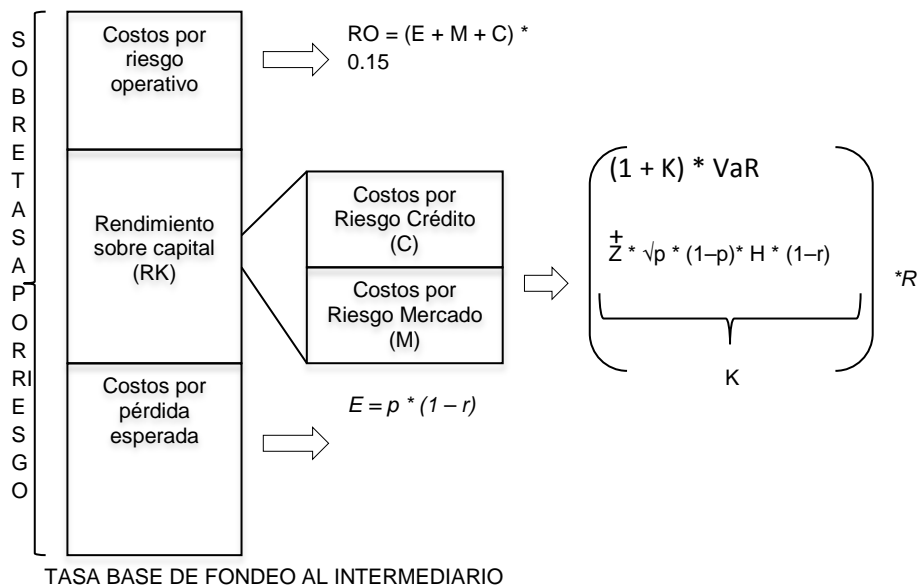 SOBRETASA POR RIESGO
Costos por
riesgo
operativo
RO = (E + M + C) *
0.15
Rendimiento
sobre capital
(RK)
Costos por
Riesgo Crédito
(C)
Costos por
Riesgo Mercado
(M)
(1 + K) * VaR
+
Z * √p * (1–p)* H * (1–r)
K
*R
Costos por
pérdida
esperada
E = p * (1 – r)
TASA BASE DE FONDEO AL INTERMEDIARIO